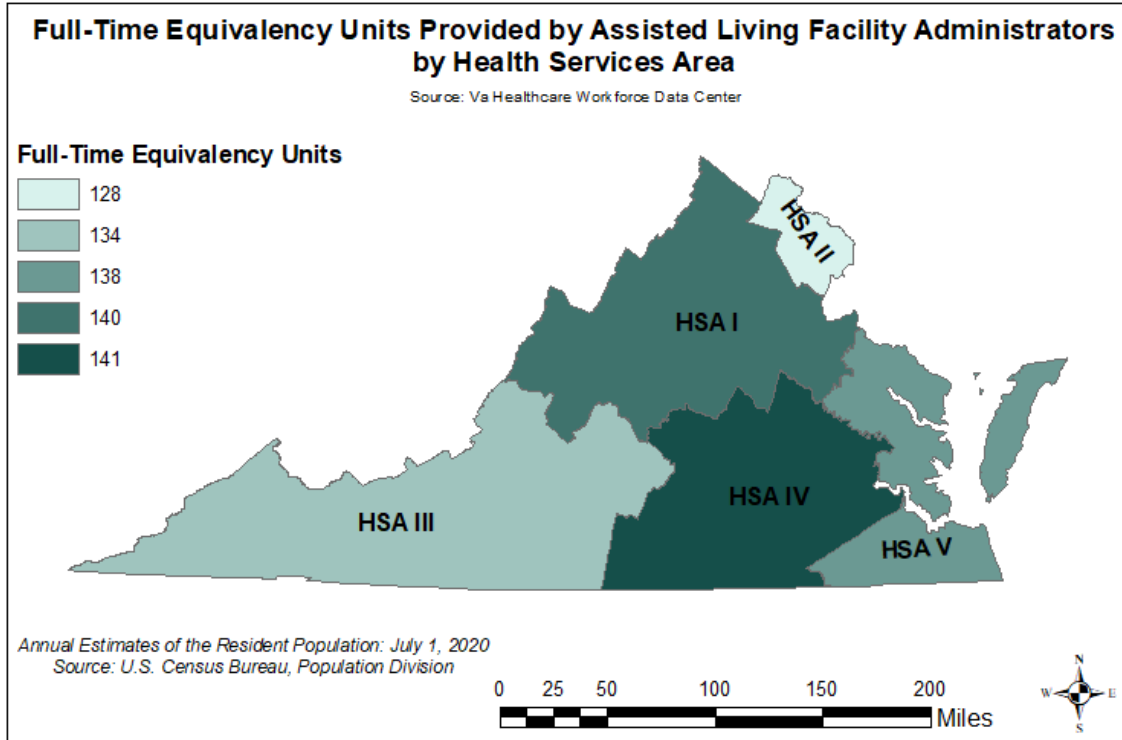 Full-Time Equivalency Units Provided by Assisted Living Facility Administrators
by Health Services Area
Source: Va Healthcare Workforce Data Center
Full-Time Equivalency Units
128
134
138
140
141
HSA II
HSA I
HSA IV
HSA III
HSA V
Annual Estimates of the Resident Population: July 1, 2020
Source: U.S. Census Bureau, Population Division
0 25 50 100 150 200
Miles
N
W E
S